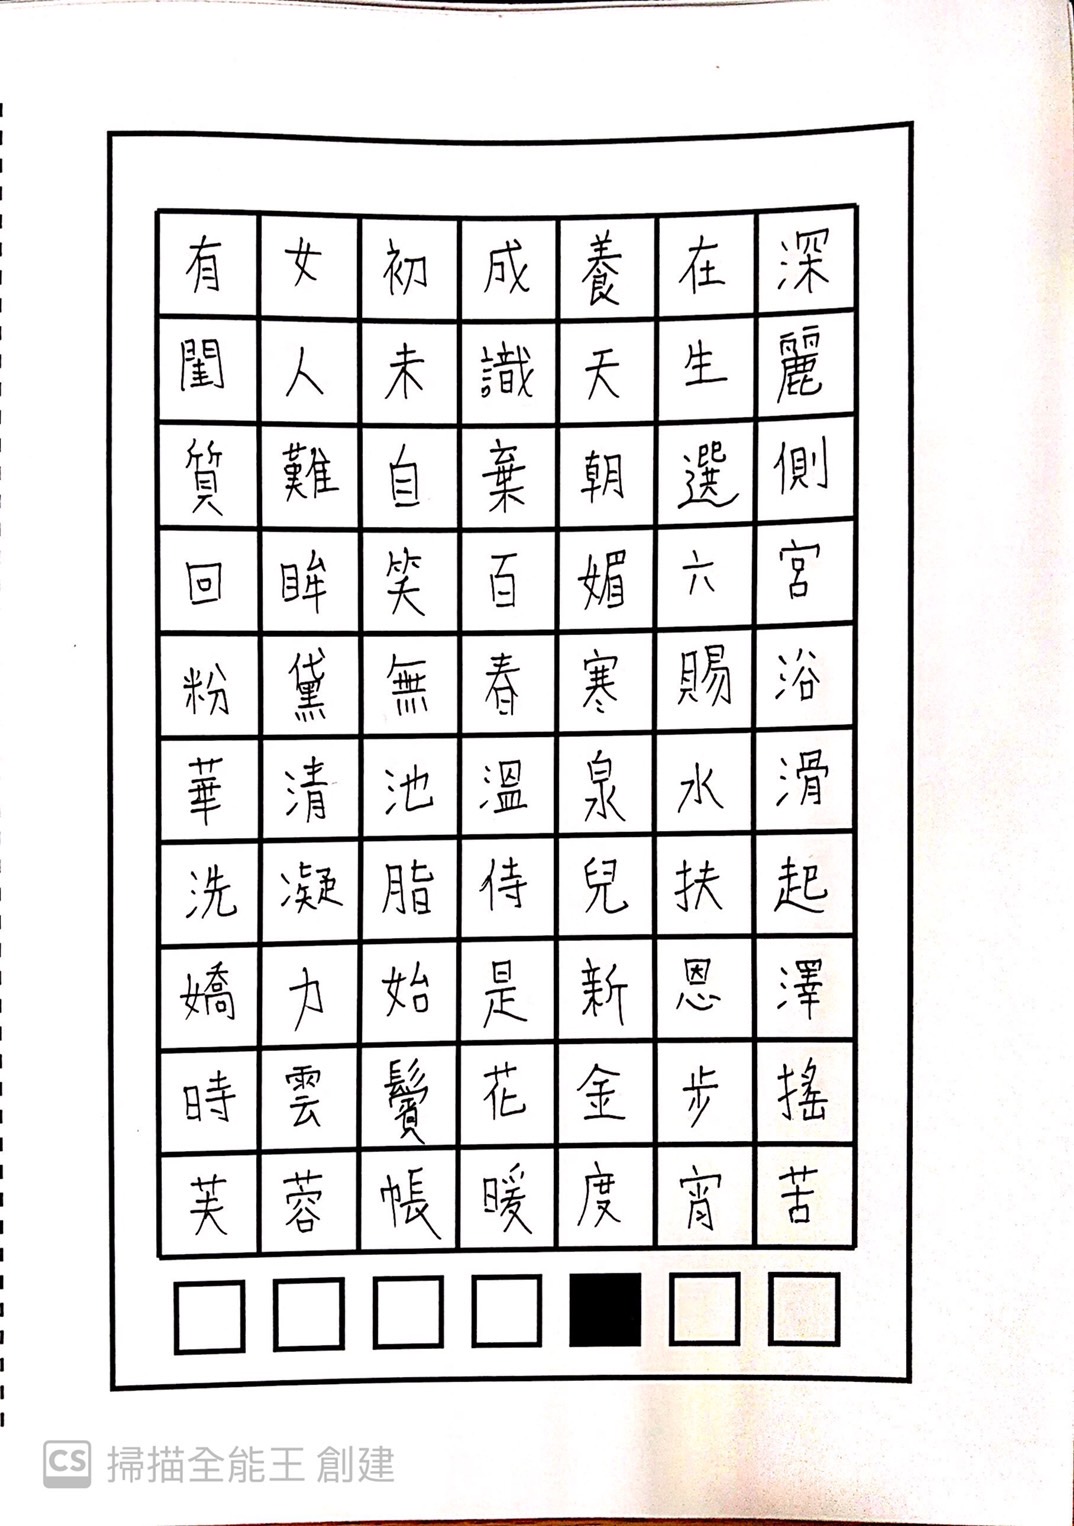 有女初成養在深
閨人未識天生麗
質難自棄朝選側
回眸笑百媚六宮
粉黛無春寒賜浴
華清池溫泉水滑
洗凝脂侍兒扶起
嬌力始是新恩澤
時雲鬢花金步搖
芙蓉帳暖度宵苦
CS 掃描全能王 創建